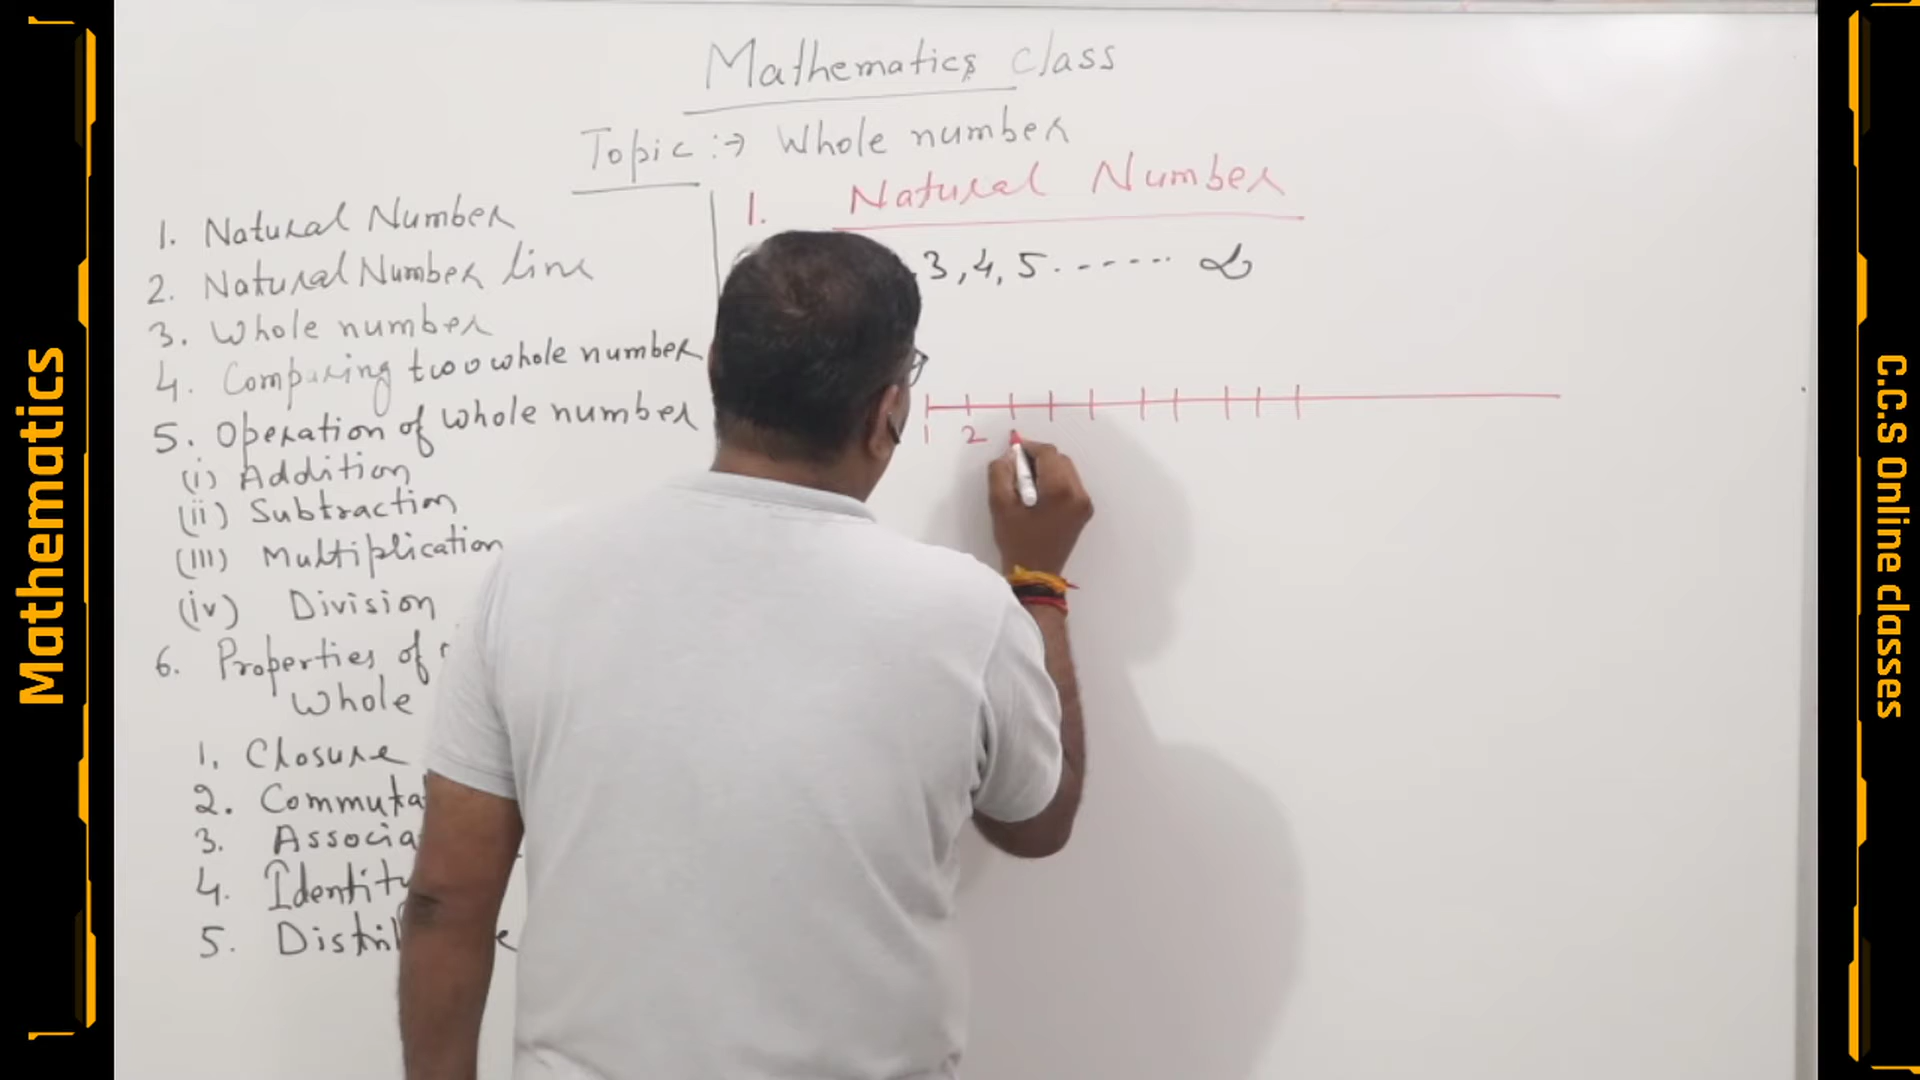 Mathematics
Mathematics class
Topic :→ Whole number
1. Natural Number
2. Natural Number line
3. Whole number
4. Comparing two whole number
5. Operation of whole number
(i) Addition
(ii) Subtraction
(iii) Multiplication
(iv) Division
6. Properties of
Whole
1. Closure
2. Commuta
3. Associa
4. Identity
5.
1. Natural Number
3, 4, 5 ------ ∞
1 2
C.C.S Online classes